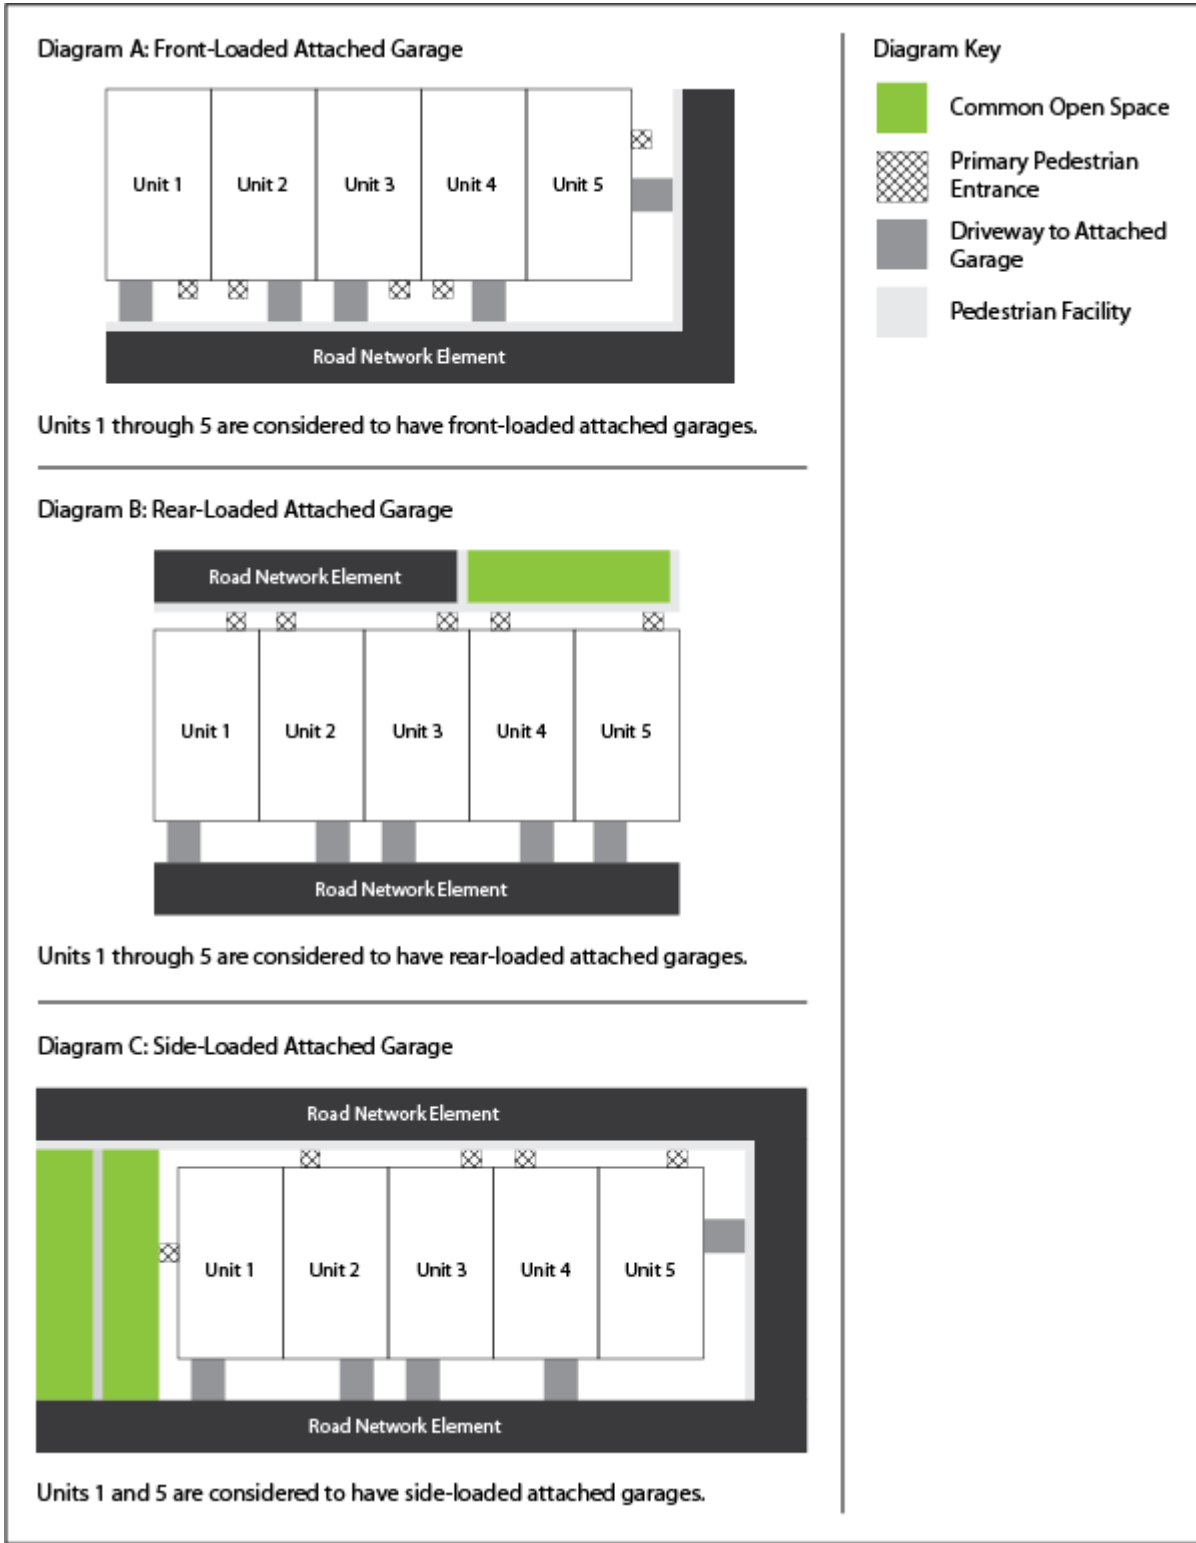 Diagram A: Front-Loaded Attached Garage
Unit 1
Unit 2
Unit 3
Unit 4
Unit 5
Road Network Element
Units 1 through 5 are considered to have front-loaded attached garages.
Diagram B: Rear-Loaded Attached Garage
Road Network Element
Unit 1
Unit 2
Unit 3
Unit 4
Unit 5
Road Network Element
Units 1 through 5 are considered to have rear-loaded attached garages.
Diagram C: Side-Loaded Attached Garage
Road Network Element
Unit 1
Unit 2
Unit 3
Unit 4
Unit 5
Road Network Element
Units 1 and 5 are considered to have side-loaded attached garages.
Diagram Key
Common Open Space
Primary Pedestrian
Entrance
Driveway to Attached
Garage
Pedestrian Facility